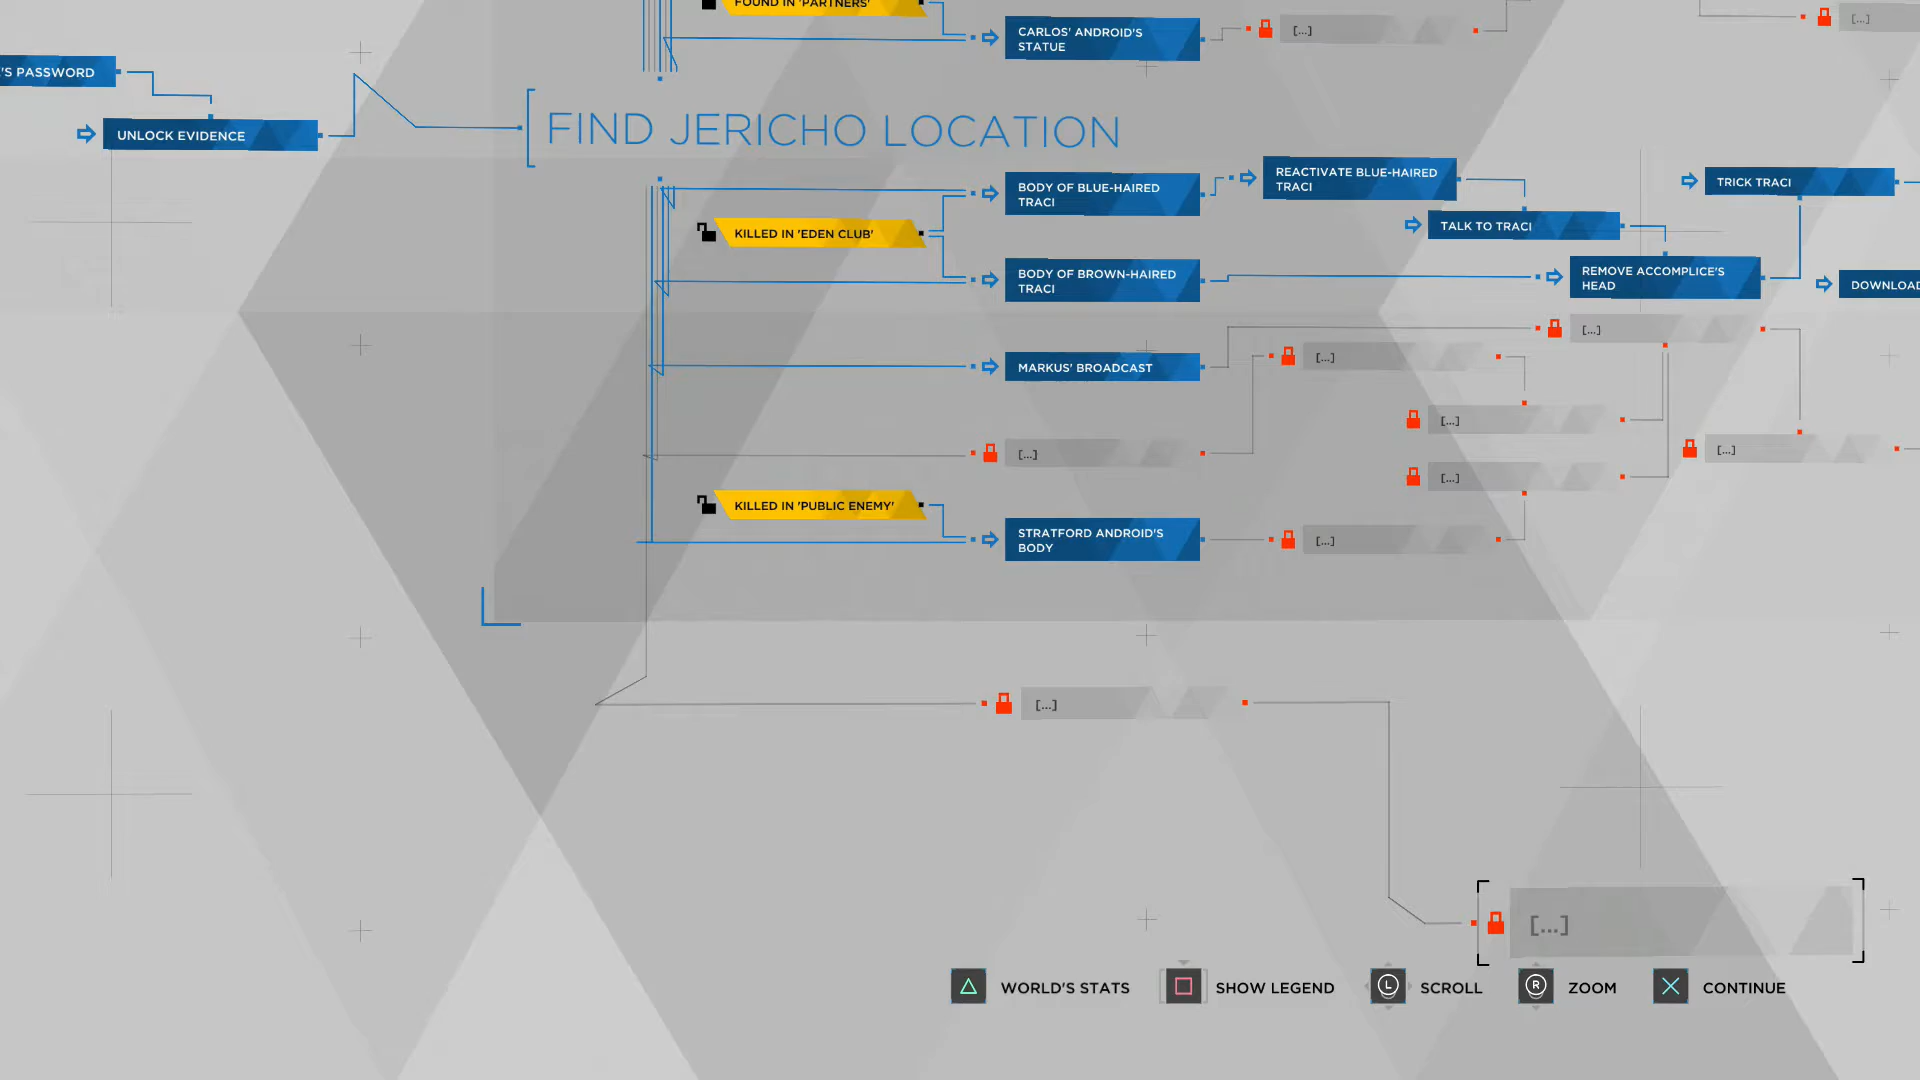 FOUND IN 'PARTNERS'
CARLOS' ANDROID'S
STATUE
[...]
[...]
'S PASSWORD
UNLOCK EVIDENCE
FIND JERICHO LOCATION
BODY OF BLUE-HAIRED
TRACI
REACTIVATE BLUE-HAIRED
TRACI
TRICK TRACI
KILLED IN 'EDEN CLUB'
TALK TO TRACI
BODY OF BROWN-HAIRED
TRACI
REMOVE ACCOMPLICE'S
HEAD
DOWNLOAD
[...]
[...]
MARKUS' BROADCAST
[...]
[...]
[...]
[...]
KILLED IN 'PUBLIC ENEMY'
STRATFORD ANDROID'S
BODY
[...]
[...]
[...]
WORLD'S STATS
SHOW LEGEND
L
SCROLL
R
ZOOM
CONTINUE